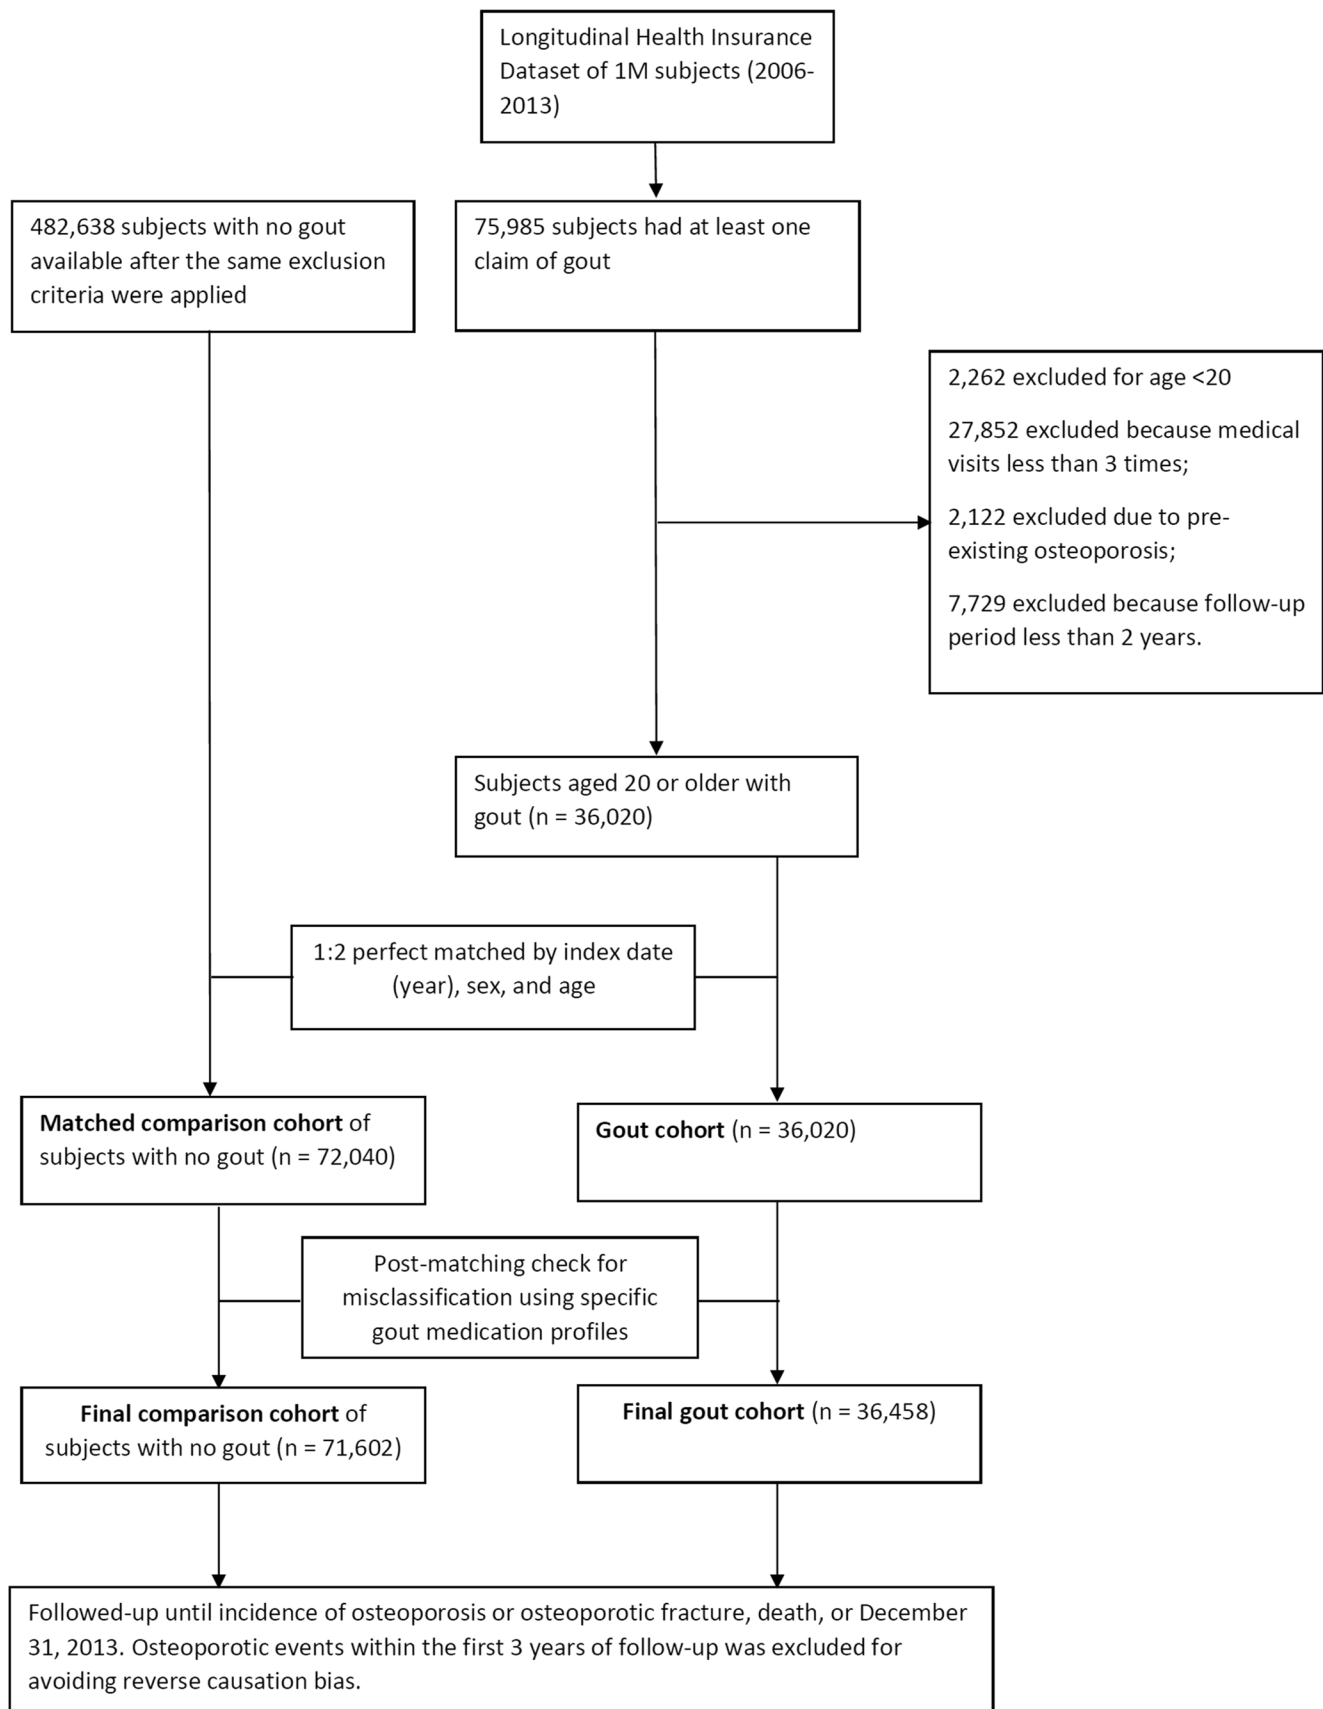 Longitudinal Health Insurance
Dataset of 1M subjects (2006-
2013)
482,638 subjects with no gout
available after the same exclusion
criteria were applied
75,985 subjects had at least one
claim of gout
2,262 excluded for age <20
27,852 excluded because medical
visits less than 3 times;
2,122 excluded due to pre-
existing osteoporosis;
7,729 excluded because follow-up
period less than 2 years.
Subjects aged 20 or older with
gout (n = 36,020)
1:2 perfect matched by index date
(year), sex, and age
Matched comparison cohort of
subjects with no gout (n = 72,040)
Gout cohort (n = 36,020)
Post-matching check for
misclassification using specific
gout medication profiles
Final comparison cohort of
subjects with no gout (n = 71,602)
Final gout cohort (n = 36,458)
Followed-up until incidence of osteoporosis or osteoporotic fracture, death, or December
31, 2013. Osteoporotic events within the first 3 years of follow-up was excluded for
avoiding reverse causation bias.